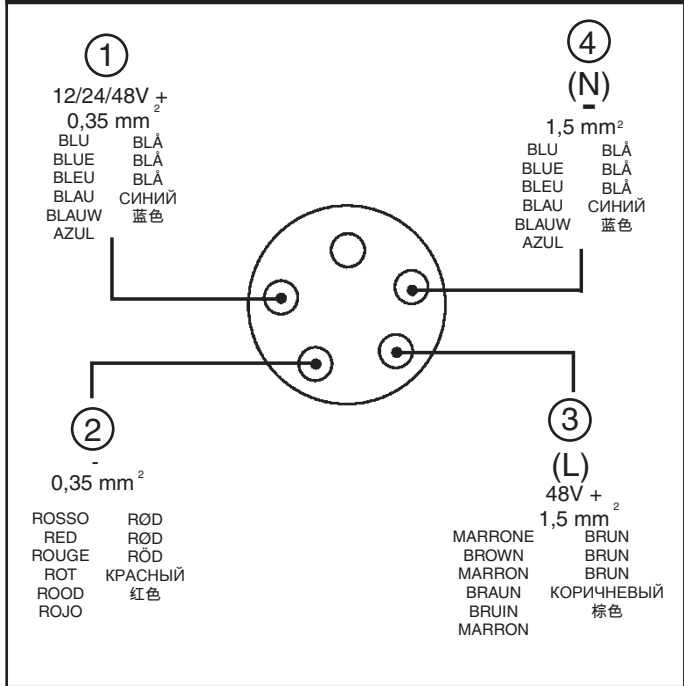 1
12/24/48V +
0,35 mm²
BLU BLÅ
BLUE BLÅ
BLEU BLÅ
BLAU СИНИЙ
BLAUW 蓝色
AZUL
4
(N)
-
1,5 mm²
BLU BLÅ
BLUE BLÅ
BLEU BLÅ
BLAU СИНИЙ
BLAUW 蓝色
AZUL
2
-
0,35 mm²
ROSSO RØD
RED RØD
ROUGE RÖD
ROT КРАСНЫЙ
ROOD 红色
ROJO
3
(L)
48V +
1,5 mm²
MARRONE BRUN
BROWN BRUN
MARRON BRUN
BRAUN КОРИЧНЕВЫЙ
BRUIN 棕色
MARRON